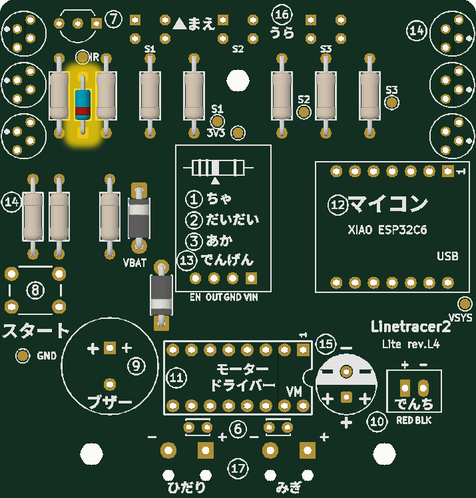 ⑦
▲まえ
⑯
うら
⑭
IR
S1
S2
S3
S1
3V3
S2
S3
① ちゃ
② だいだい
③ あか
⑬ でんげん
EN OUT GND VIN
⑭
VBAT
⑫ マイコン
XIAO ESP32C6
USB
1
VSYS
⑧
スタート
GND
Linetracer2
Lite rev.L4
+
⑨
ブザー
⑪
モーター
ドライバー
VM
1
⑮
−
+ +
+
+ −
でんち
RED BLK
⑩
⑥
− +
− +
⑰
ひだり
みぎ